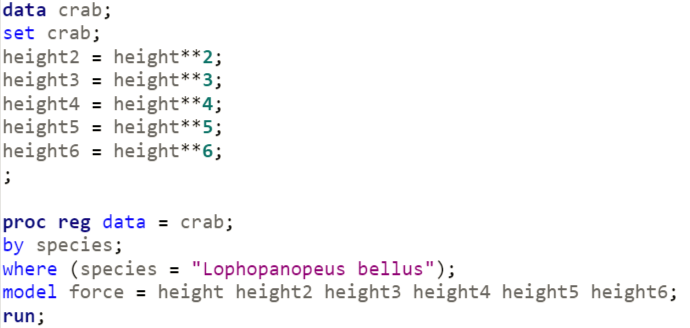 data crab;
set crab;
height2 = height**2;
height3 = height**3;
height4 = height**4;
height5 = height**5;
height6 = height**6;
;
proc reg data = crab;
by species;
where (species = "Lophopanopeus bellus");
model force = height height2 height3 height4 height5 height6;
run;